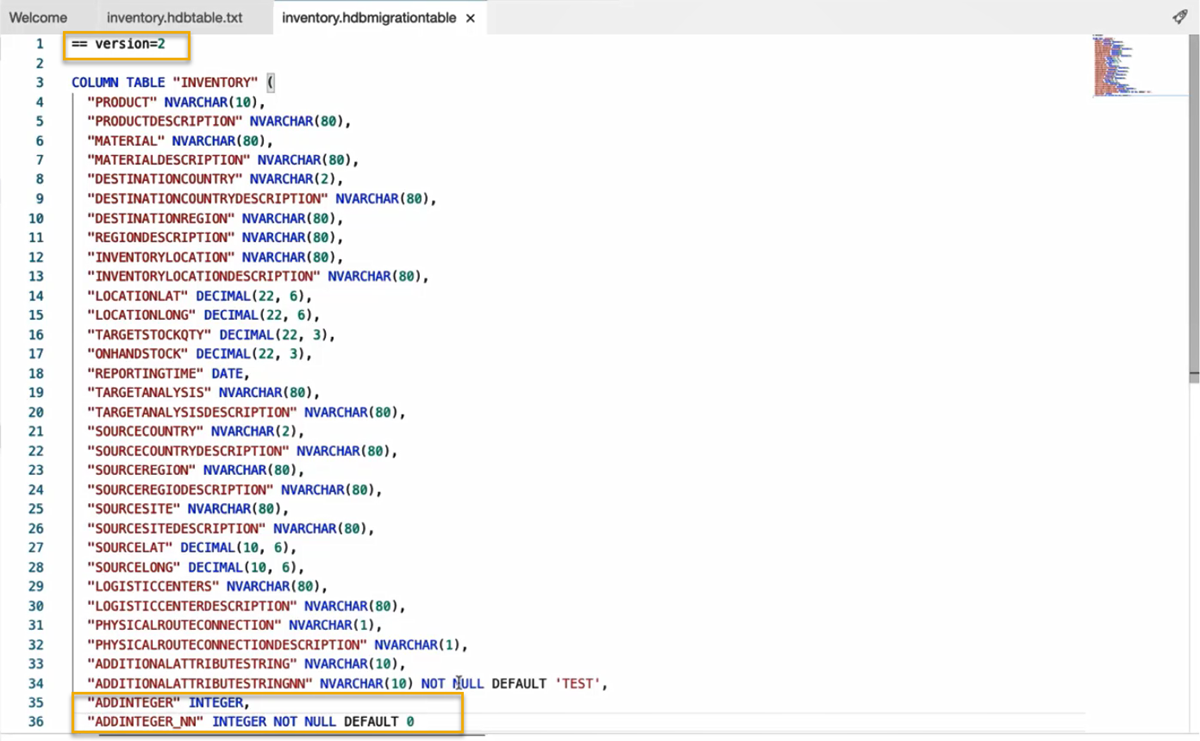 Welcome inventory.hdbtable.txt inventory.hdbmigrationtable ×
1 == version=2
2
3 COLUMN TABLE "INVENTORY" (
4 "PRODUCT" NVARCHAR(10),
5 "PRODUCTDESCRIPTION" NVARCHAR(80),
6 "MATERIAL" NVARCHAR(80),
7 "MATERIALDESCRIPTION" NVARCHAR(80),
8 "DESTINATIONCOUNTRY" NVARCHAR(2),
9 "DESTINATIONCOUNTRYDESCRIPTION" NVARCHAR(80),
10 "DESTINATIONREGION" NVARCHAR(80),
11 "REGIONDESCRIPTION" NVARCHAR(80),
12 "INVENTORYLOCATION" NVARCHAR(80),
13 "INVENTORYLOCATIONDESCRIPTION" NVARCHAR(80),
14 "LOCATIONLAT" DECIMAL(22, 6),
15 "LOCATIONLONG" DECIMAL(22, 6),
16 "TARGETSTOCKQTY" DECIMAL(22, 3),
17 "ONHANDSTOCK" DECIMAL(22, 3),
18 "REPORTINGTIME" DATE,
19 "TARGETANALYSIS" NVARCHAR(80),
20 "TARGETANALYSISDESCRIPTION" NVARCHAR(80),
21 "SOURCECOUNTRY" NVARCHAR(2),
22 "SOURCECOUNTRYDESCRIPTION" NVARCHAR(80),
23 "SOURCEREGION" NVARCHAR(80),
24 "SOURCEREGIODESCRIPTION" NVARCHAR(80),
25 "SOURCESITE" NVARCHAR(80),
26 "SOURCESITEDESCRIPTION" NVARCHAR(80),
27 "SOURCELAT" DECIMAL(10, 6),
28 "SOURCELONG" DECIMAL(10, 6),
29 "LOGISTICCENTERS" NVARCHAR(80),
30 "LOGISTICCENTERDESCRIPTION" NVARCHAR(80),
31 "PHYSICALROUTECONNECTION" NVARCHAR(1),
32 "PHYSICALROUTECONNECTIONDESCRIPTION" NVARCHAR(1),
33 "ADDITIONALATTRIBUTESTRING" NVARCHAR(10),
34 "ADDITIONALATTRIBUTESTRINGNN" NVARCHAR(10) NOT NULL DEFAULT 'TEST',
35 "ADDINTEGER" INTEGER,
36 "ADDINTEGER_NN" INTEGER NOT NULL DEFAULT 0